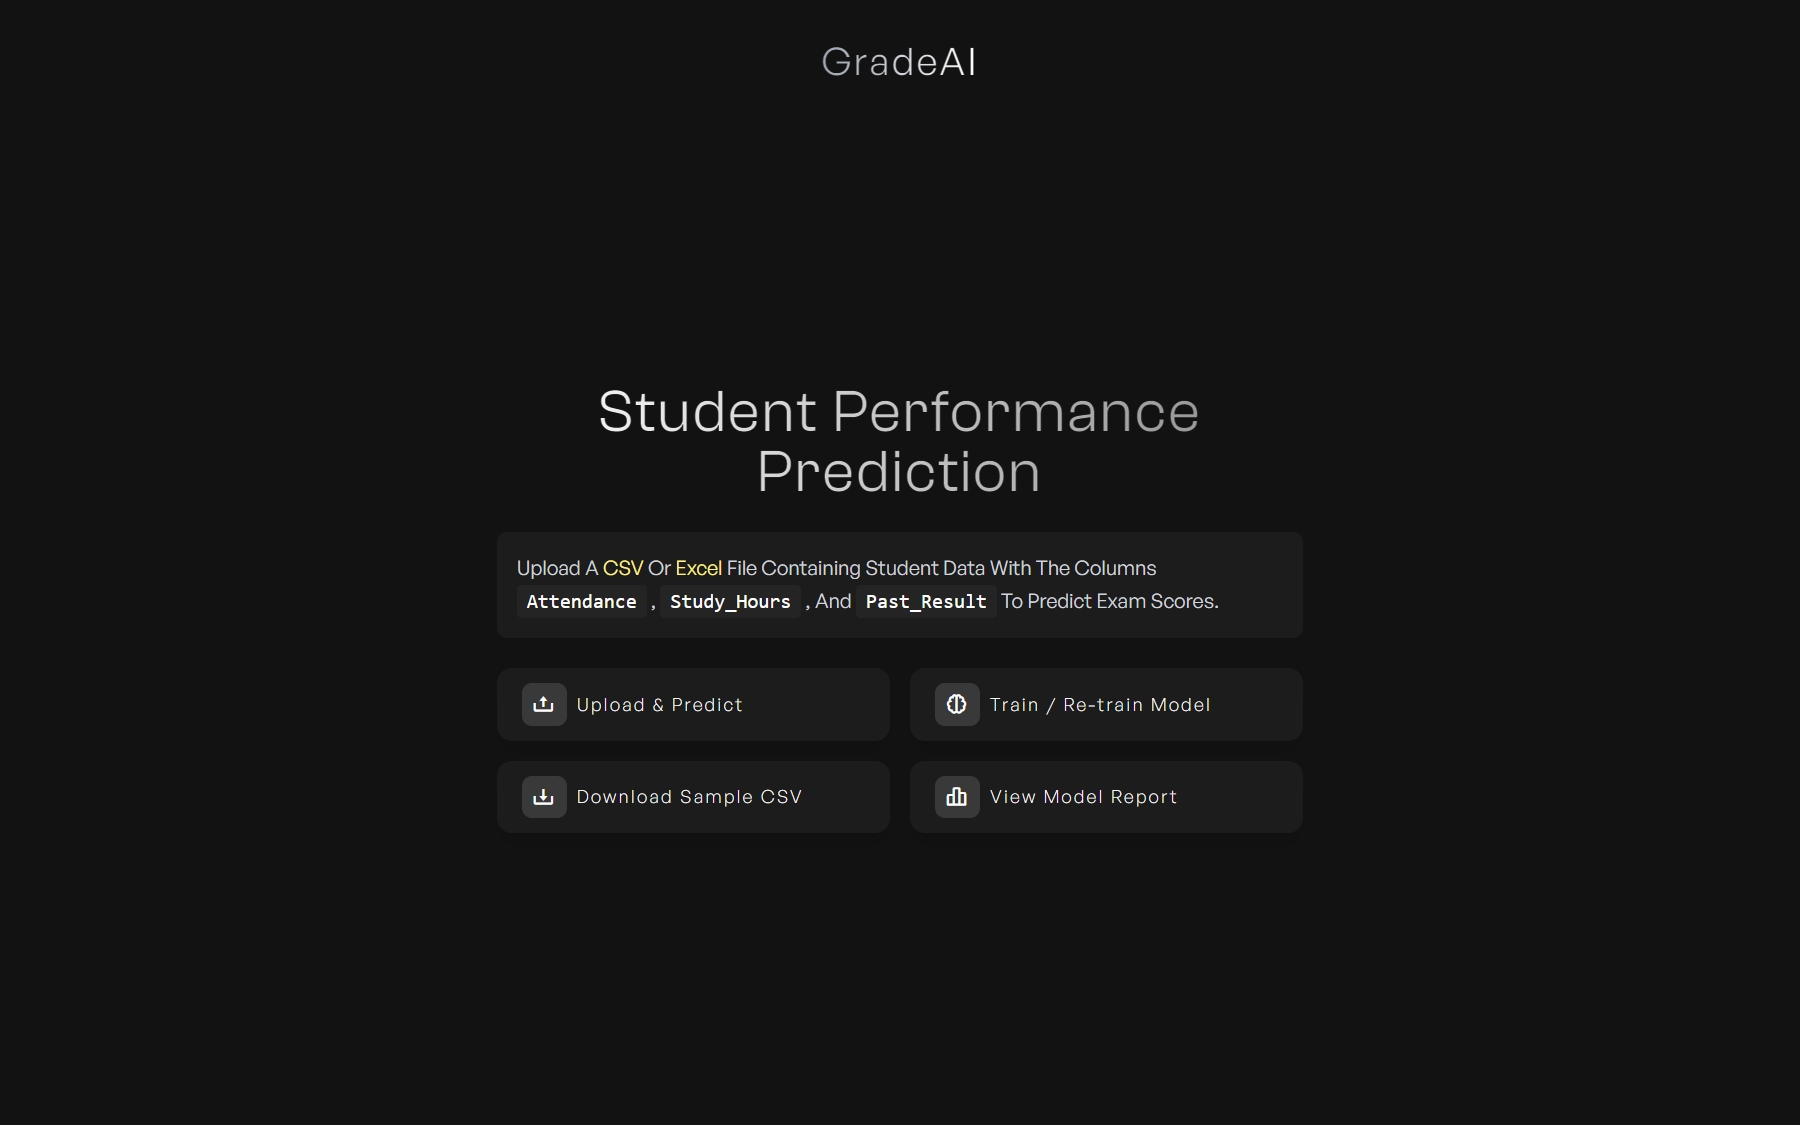 GradeAI
Student Performance
Prediction
Upload A CSV Or Excel File Containing Student Data With The Columns
Attendance , Study_Hours , And Past_Result To Predict Exam Scores.
Upload & Predict
Train / Re-train Model
Download Sample CSV
View Model Report